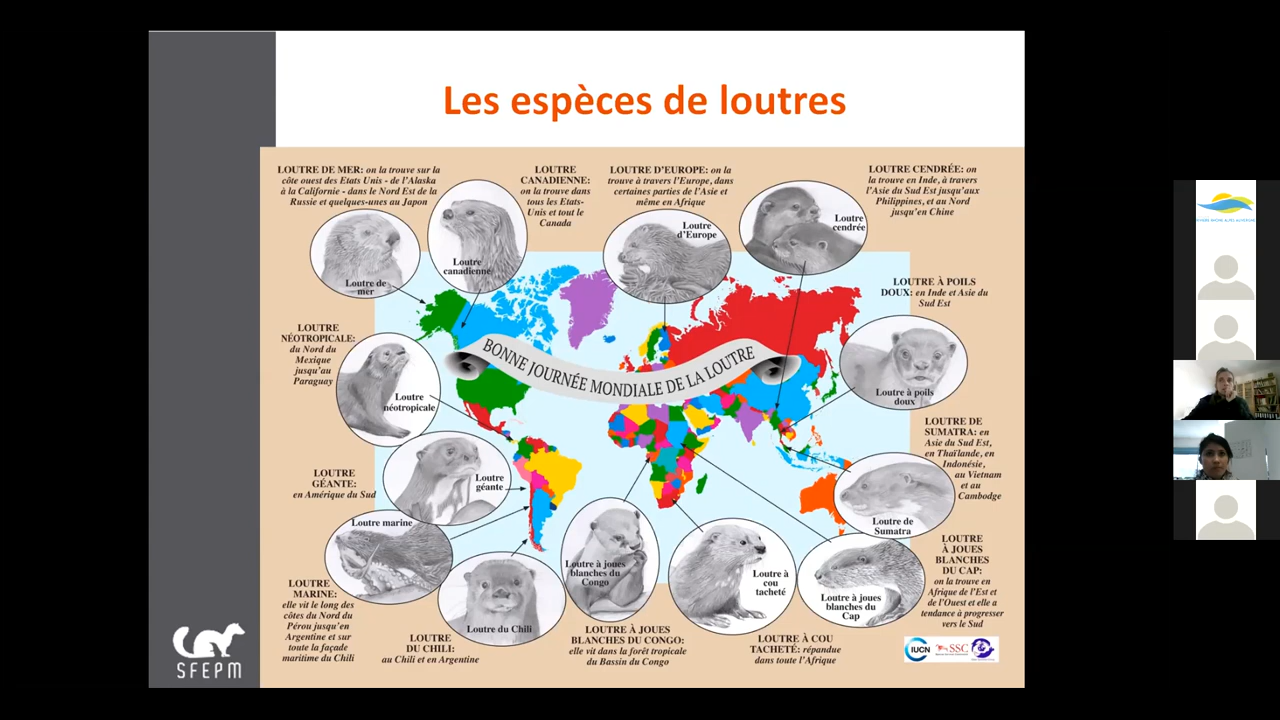 Les espèces de loutres
LOUTRE DE MER: on la trouve sur la
côte ouest des Etats Unis - de l'Alaska
à la Californie - dans le Nord Est de la
Russie et quelques-unes au Japon
LOUTRE
CANADIENNE:
on la trouve dans
tous les Etats-
Unis et tout le
Canada
LOUTRE D'EUROPE: on la
trouve à travers l'Europe, dans
certaines parties de l'Asie et
même en Afrique
LOUTRE CENDRÉE: on
la trouve en Inde, à travers
l'Asie du Sud Est jusqu'aux
Philippines, et au Nord
jusqu'en Chine
Loutre de
mer
Loutre
canadienne
Loutre
d'Europe
Loutre
cendrée
LOUTRE À POILS
DOUX: en Inde et Asie du
Sud Est
LOUTRE
NÉOTROPICALE:
du Nord du
Mexique
jusqu'au
Paraguay
BONNE JOURNÉE MONDIALE DE LA LOUTRE
Loutre
néotropicale
Loutre à poils
doux
LOUTRE DE
SUMATRA: en
Asie du Sud Est,
en Thaïlande, en
Indonésie,
au Vietnam
et au
Cambodge
LOUTRE
GÉANTE:
en Amérique du Sud
Loutre
géante
Loutre de
Sumatra
Loutre marine
LOUTRE
MARINE:
elle vit le long des
côtes du Nord du
Pérou jusqu'en
Argentine et sur
toute la façade
maritime du Chili
Loutre du Chili
LOUTRE
DU CHILI:
au Chili et en Argentine
Loutre à joues
blanches du
Congo
LOUTRE À JOUES
BLANCHES DU CONGO:
elle vit dans la forêt tropicale
du Bassin du Congo
Loutre à
cou
tacheté
LOUTRE À COU
TACHETÉ: répandue
dans toute l'Afrique
Loutre à joues
blanches du
Cap
LOUTRE
À JOUES
BLANCHES
DU CAP:
on la trouve en
Afrique de l'Est et
de l'Ouest et elle a
tendance à progresser
vers le Sud
SFEPM
IUCN
SSC